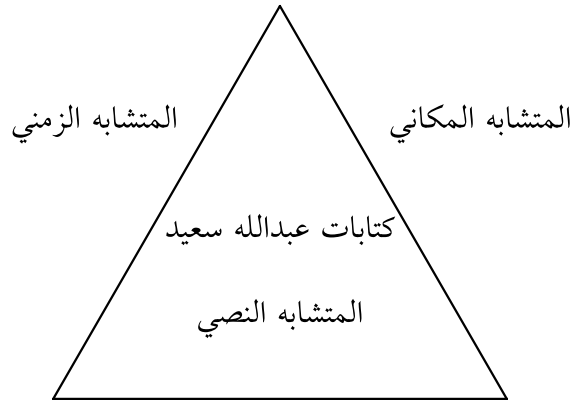 المتشابه المكاني
المتشابه الزمني
كتابات عبدالله سعيد
المتشابه النصي